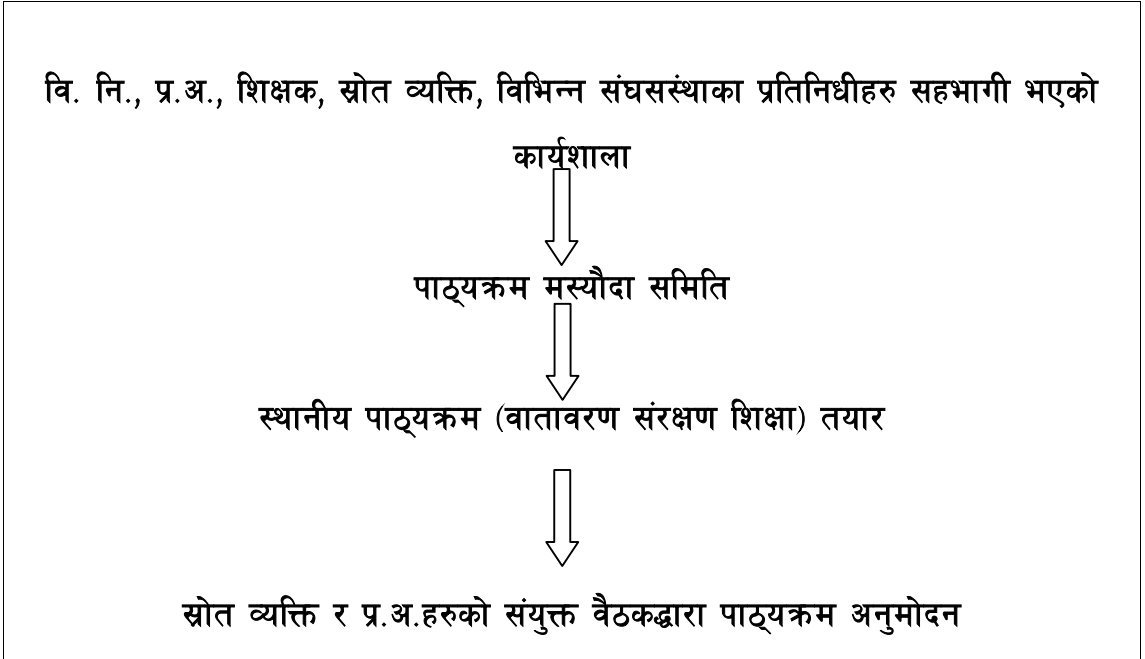 वि. नि., प्र.अ., शिक्षक, स्रोत व्यक्ति, विभिन्न संघसस्थाका प्रतिनिधीहरु सहभागी भएको
कार्यशाला
पाठ्यक्रम मस्यौदा समिति
स्थानीय पाठ्यक्रम (वातावरण संरक्षण शिक्षा) तयार
स्रोत व्यक्ति र प्र.अ.हरुको संयुक्त वैठकद्धारा पाठ्यक्रम अनुमोदन